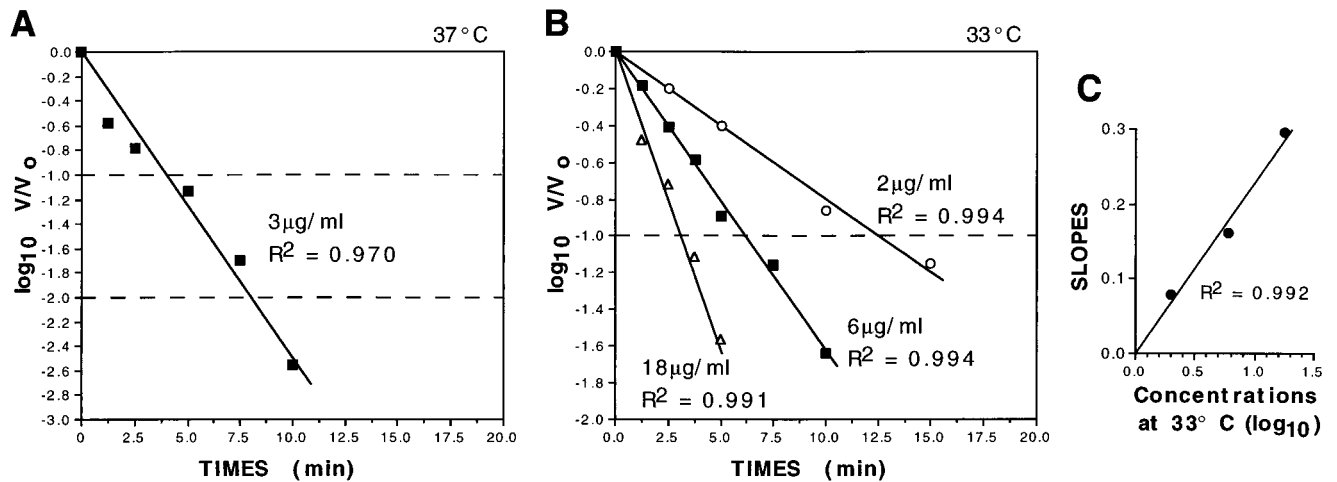 A
37°C
log10 V/Vo
0.0
-0.2
-0.4
-0.6
-0.8
-1.0
-1.2
-1.4
-1.6
-1.8
-2.0
-2.2
-2.4
-2.6
-2.8
-3.0
3µg/ml
R2 = 0.970
0 2.5 5.0 7.5 10.0 12.5 15.0 17.5 20
TIMES (min)
B
33°C
log10 V/Vo
0.0
-0.2
-0.4
-0.6
-0.8
-1.0
-1.2
-1.4
-1.6
-1.8
-2.0
2µg/ml
R2 = 0.994
6µg/ml
R2 = 0.994
18µg/ml
R2 = 0.991
0.0 2.5 5.0 7.5 10.0 12.5 15.0 17.5 20
TIMES (min)
C
SLOPES
0.3
0.2
0.1
0.0
R2 = 0.992
0.0 0.5 1.0 1.5
Concentrations
at 33° C (log10)